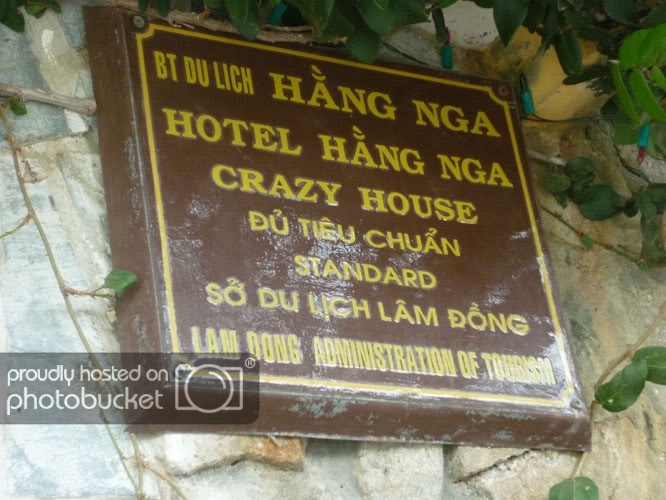 BT DU LỊCH HẰNG NGA
HOTEL HẰNG NGA
CRAZY HOUSE
ĐỦ TIÊU CHUẨN
STANDARD
SỞ DU LỊCH LÂM ĐỒNG
LAM DONG ADMINISTRATION OF TOURISM
proudly hosted on
photobucket